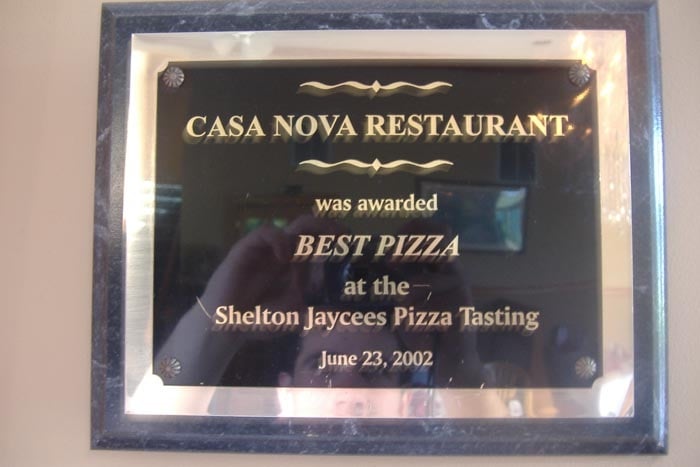 CASA NOVA RESTAURANT
was awarded
BEST PIZZA
at the
Shelton Jaycees Pizza Tasting
June 23, 2002